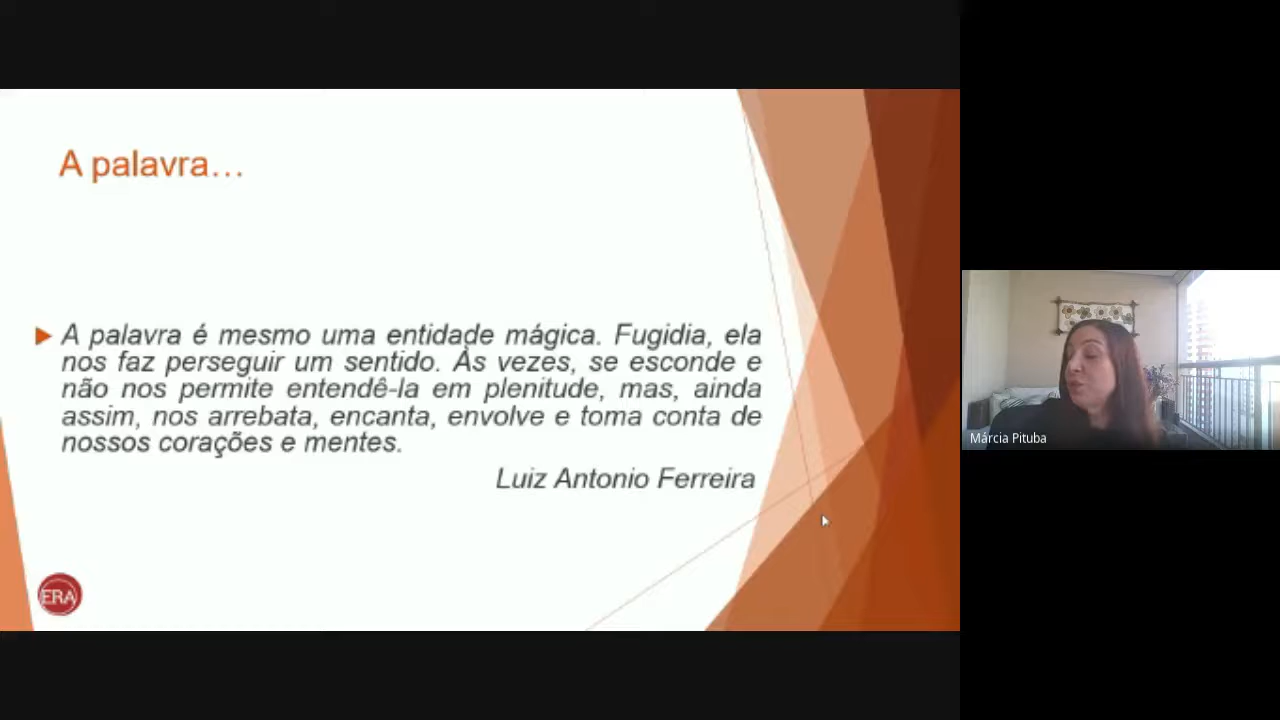 A palavra...
A palavra é mesmo uma entidade mágica. Fugidia, ela
nos faz perseguir um sentido. Às vezes, se esconde e
não nos permite entendê-la em plenitude, mas, ainda
assim, nos arrebata, encanta, envolve e toma conta de
nossos corações e mentes.
Luiz Antonio Ferreira
ERA
Márcia Pituba